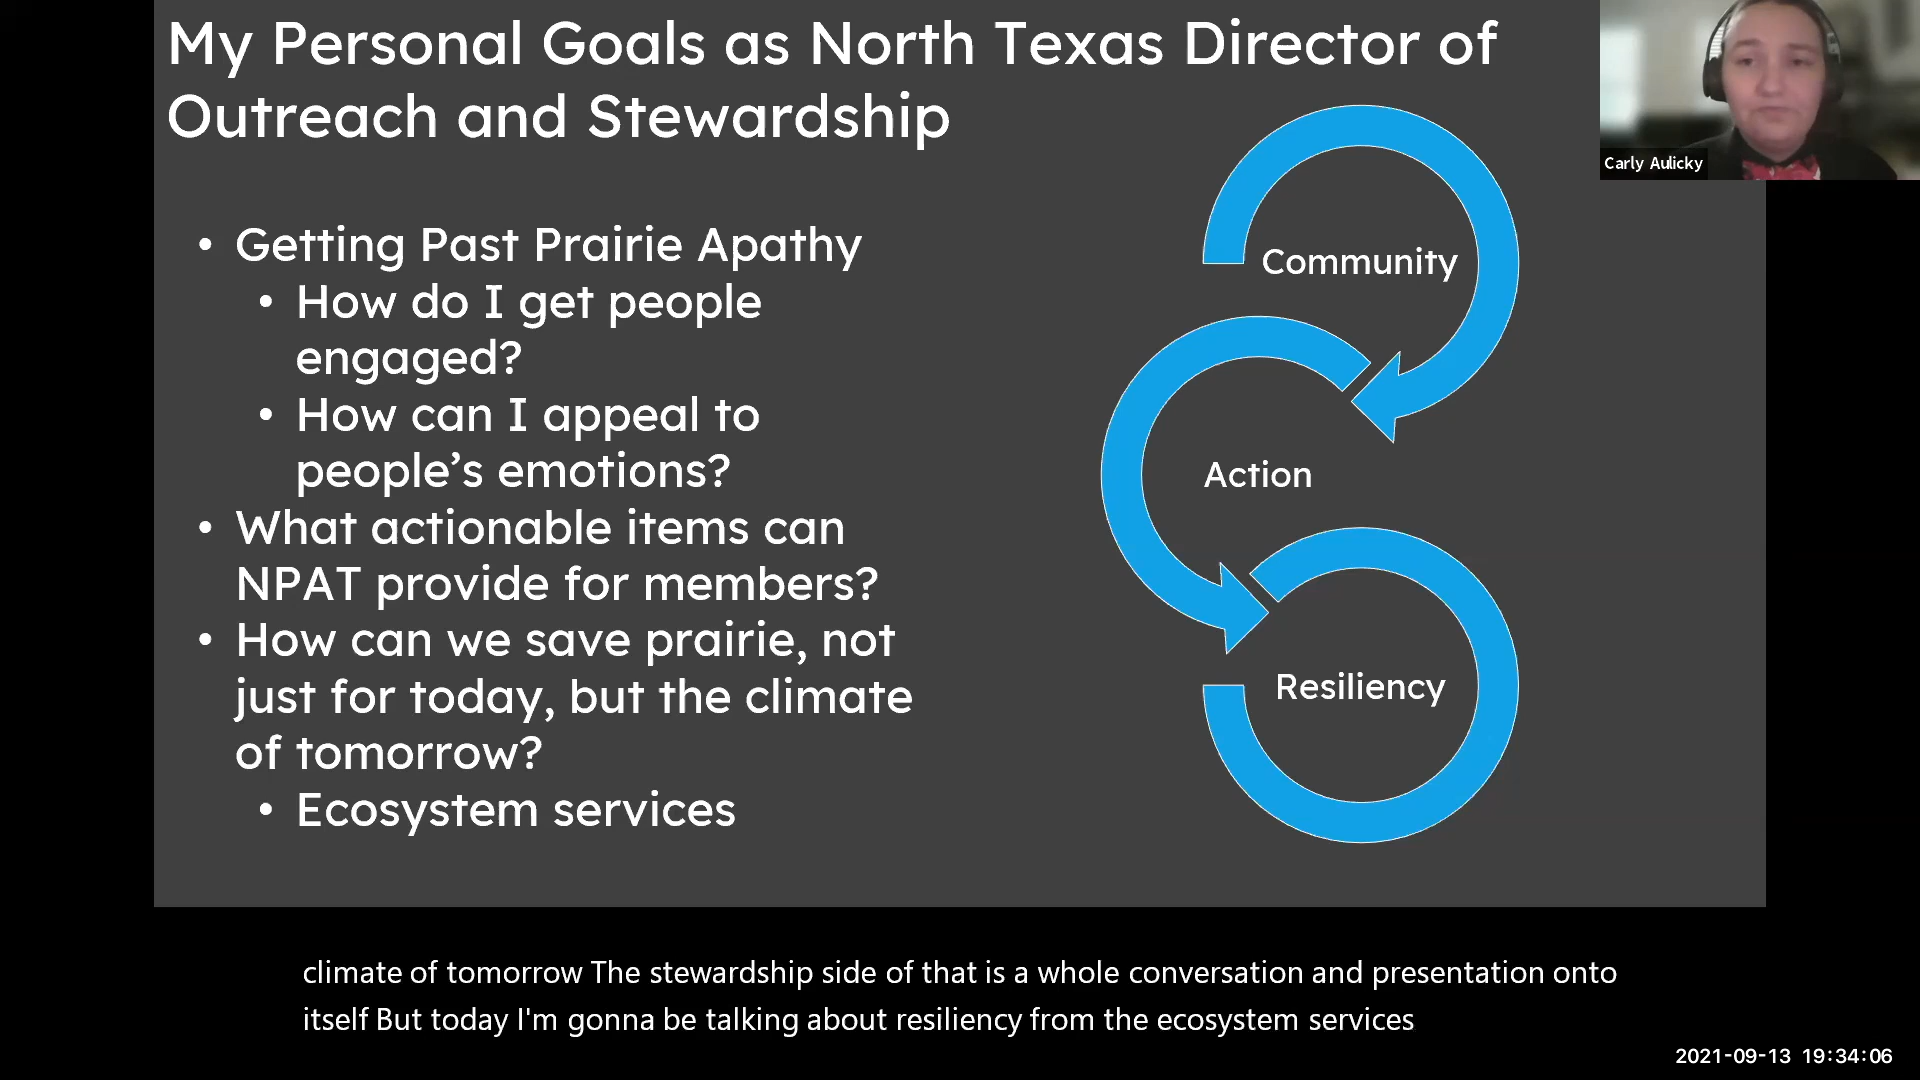 My Personal Goals as North Texas Director of
Outreach and Stewardship
• Getting Past Prairie Apathy
• How do I get people
engaged?
• How can I appeal to
people’s emotions?
• What actionable items can
NPAT provide for members?
• How can we save prairie, not
just for today, but the climate
of tomorrow?
• Ecosystem services
Community
Action
Resiliency
Carly Aulicky
climate of tomorrow The stewardship side of that is a whole conversation and presentation onto
itself But today I'm gonna be talking about resiliency from the ecosystem services
2021-09-13 19:34:06